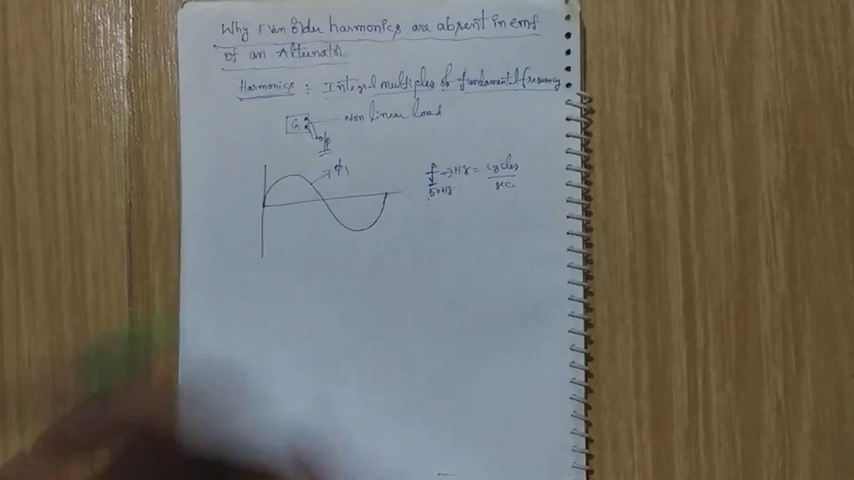 Why Even order harmonics are absent in emf
of an Alternator
Harmonics : Integral multiples of fundamental frequency
G Non linear load
o/p
ϕ1
f → Hz = cycles/sec
50Hz